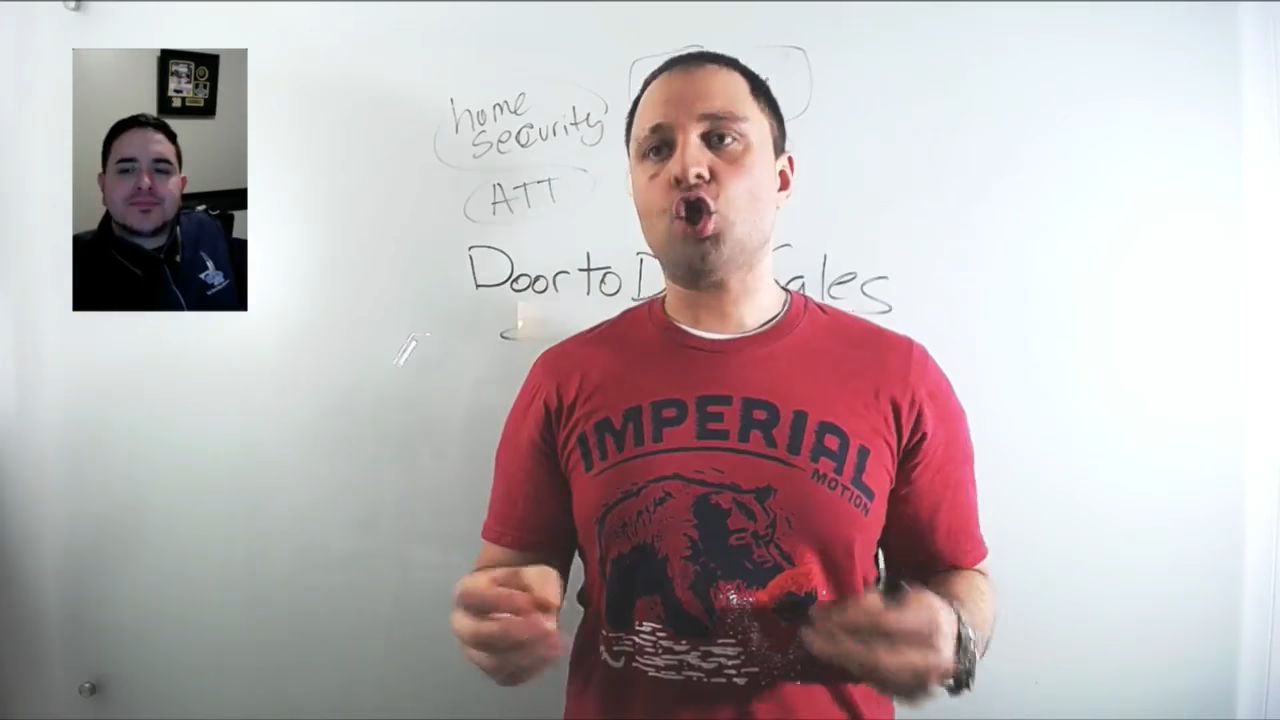 home
security
ATT
Door to D ales
IMPERIAL
MOTION